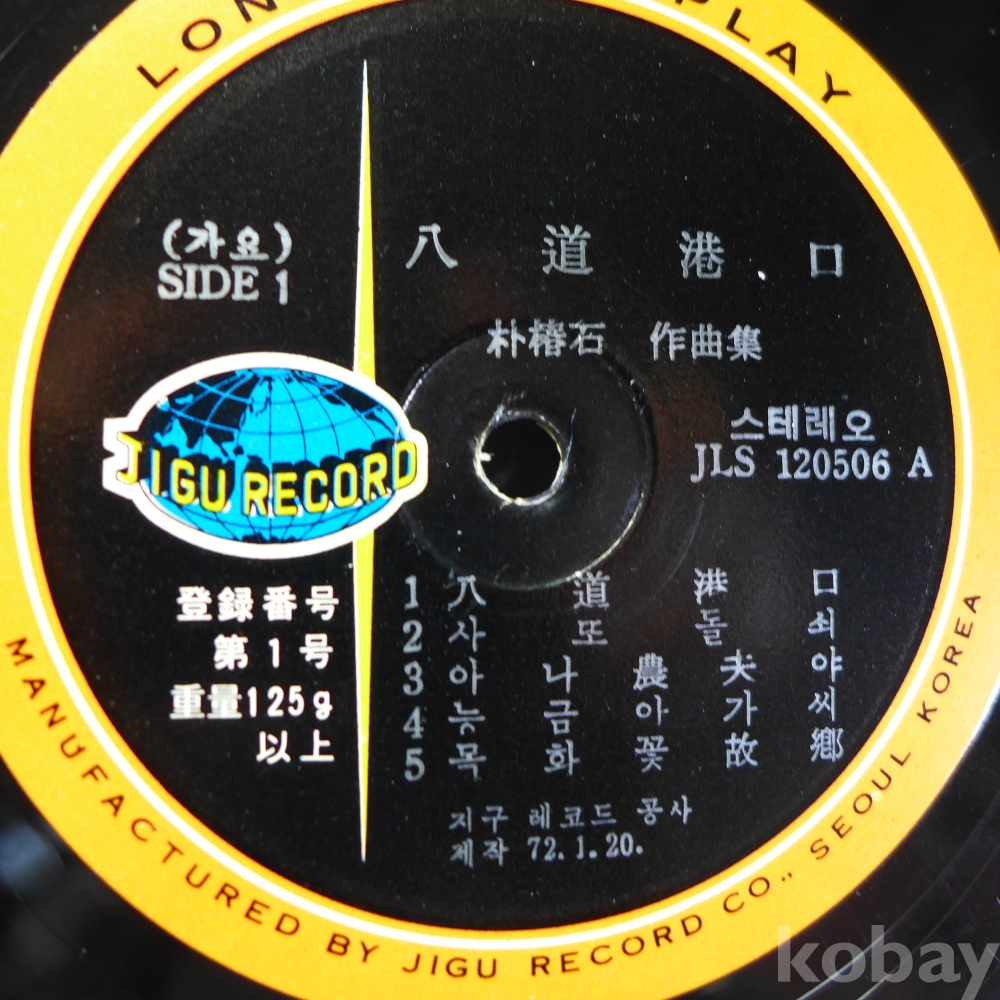 LONG PLAY
(가요)
SIDE 1
八道港口
朴椿石 作曲集
스테레오
JLS 120506 A
JIGU RECORD
登録番号
第1号
重量125g
以上
1 八道港口
2 사또돌쇠
3 아나農夫야
4 능금아가씨
5 목화꽃故鄕
지구 레코드 공사
제작 72.1.20.
MANUFACTURED BY JIGU RECORD CO., SEOUL KOREA
kobay